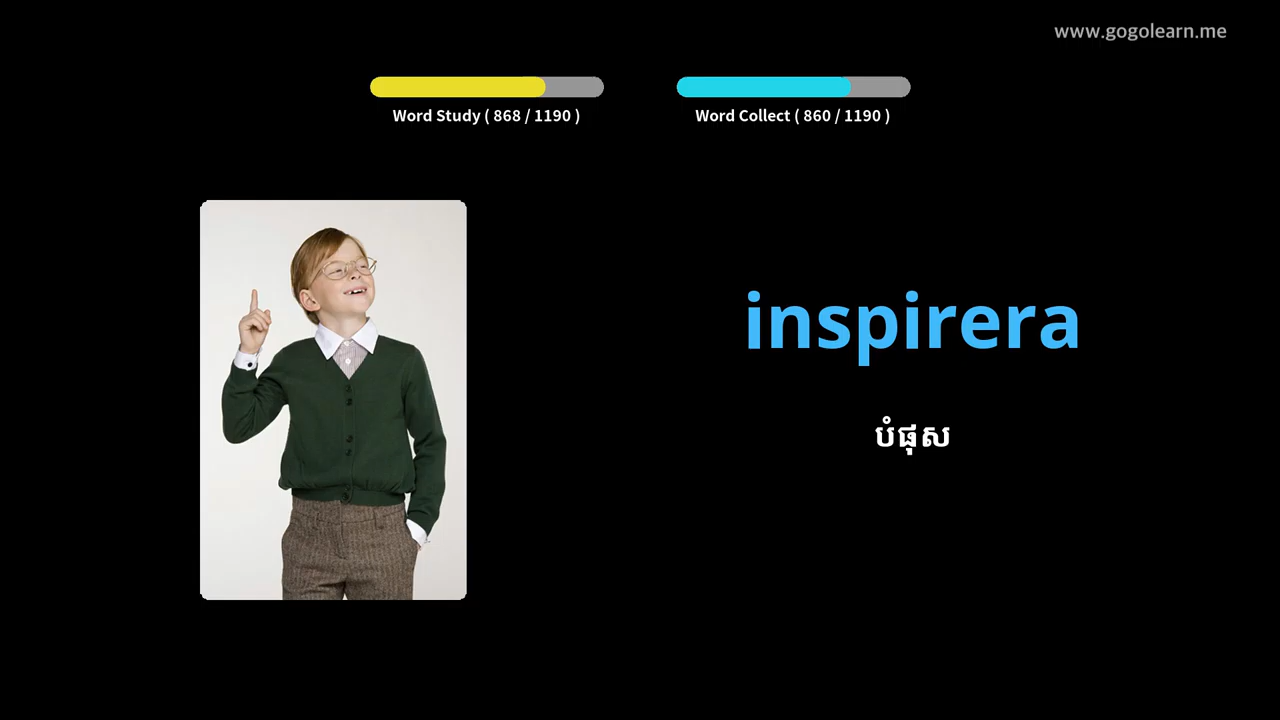 www.gogolearn.me
Word Study ( 868 / 1190 )
Word Collect ( 860 / 1190 )
inspirera
បំផុស